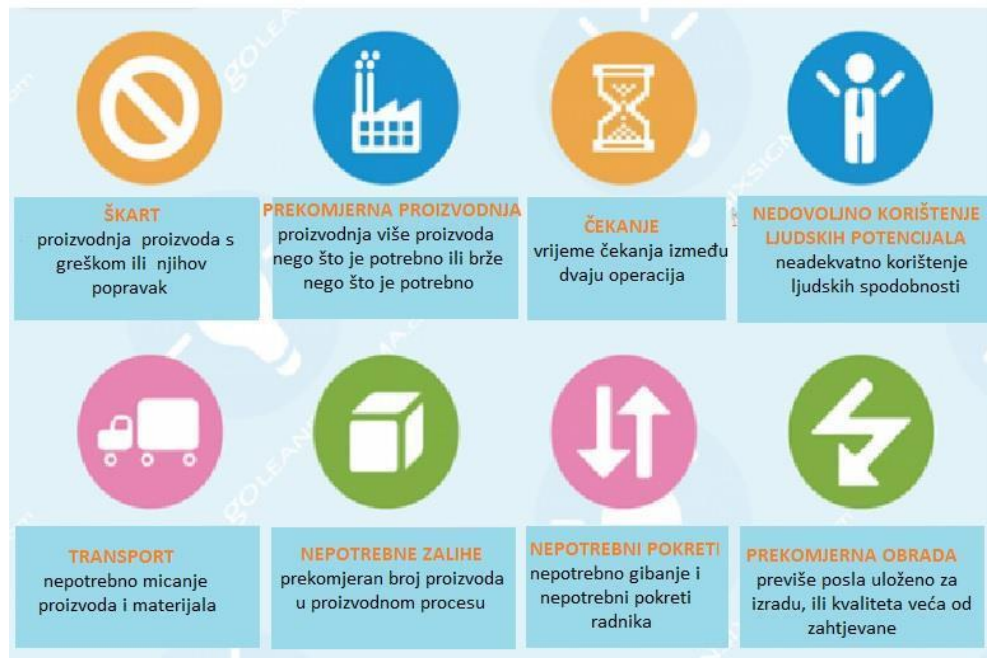 ŠKART
proizvodnja proizvoda s
greškom ili njihov
popravak
PREKOMJERNA PROIZVODNJA
proizvodnja više proizvoda
nego što je potrebno ili brže
nego što je potrebno
ČEKANJE
vrijeme čekanja između
dvaju operacija
NEDOVOLJNO KORIŠTENJE
LJUDSKIH POTENCIJALA
neadekvatno korištenje
ljudskih spodobnosti
TRANSPORT
nepotrebno micanje
proizvoda i materijala
NEPOTREBNE ZALIHE
prekomjeran broj proizvoda
u proizvodnom procesu
NEPOTREBNI POKRETI
nepotrebno gibanje i
nepotrebni pokreti
radnika
PREKOMJERNA OBRADA
previše posla uloženo za
izradu, ili kvaliteta veća od
zahtjevane